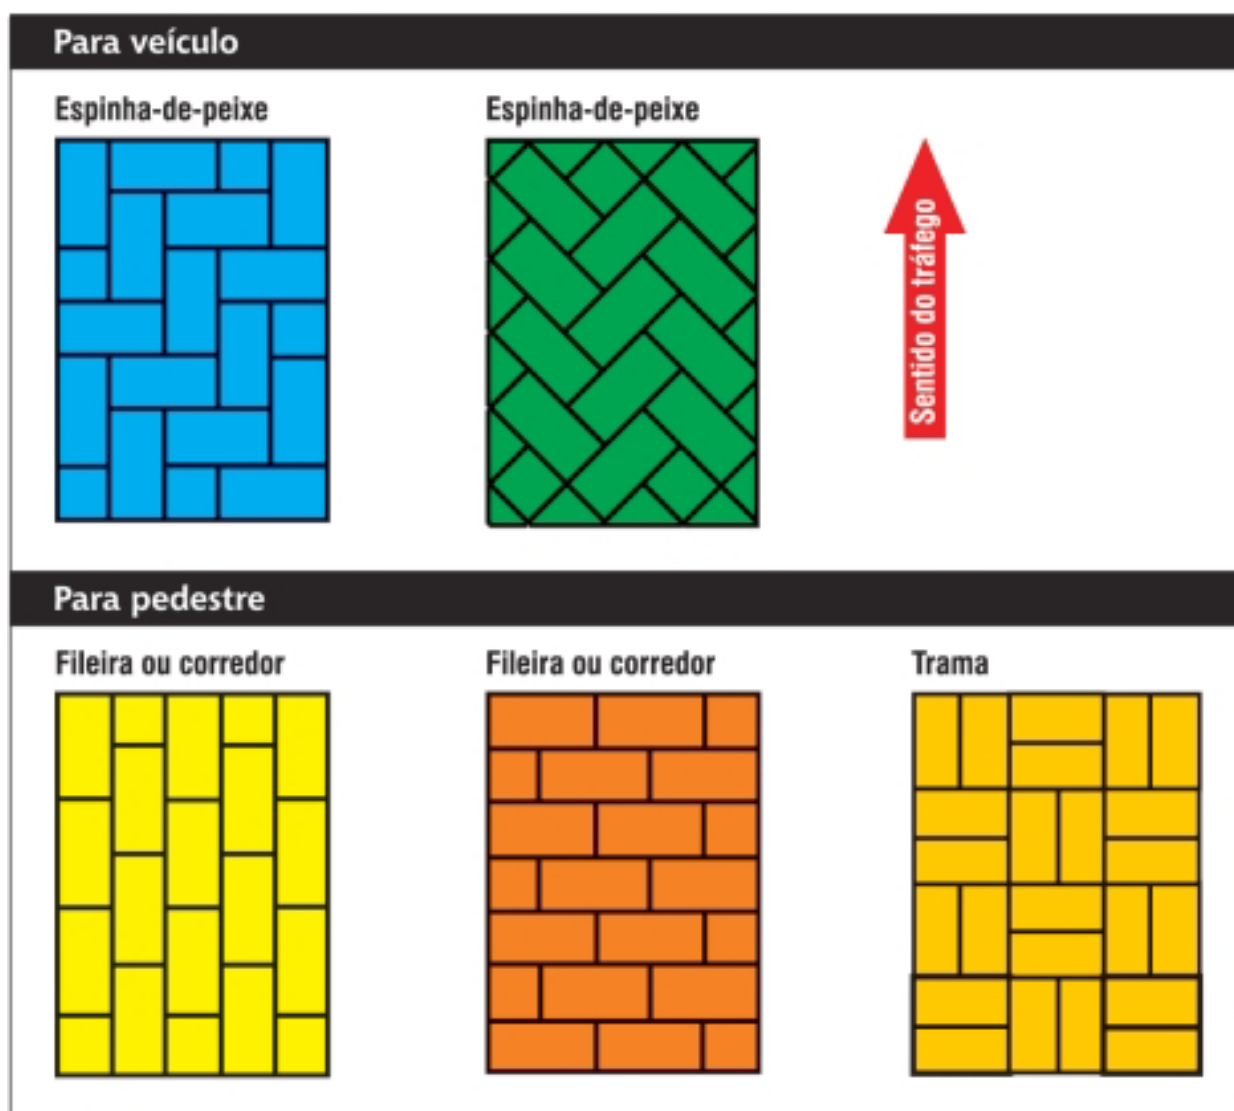 Para veículo
Espinha-de-peixe
Espinha-de-peixe
Sentido do tráfego
Para pedestre
Fileira ou corredor
Fileira ou corredor
Trama